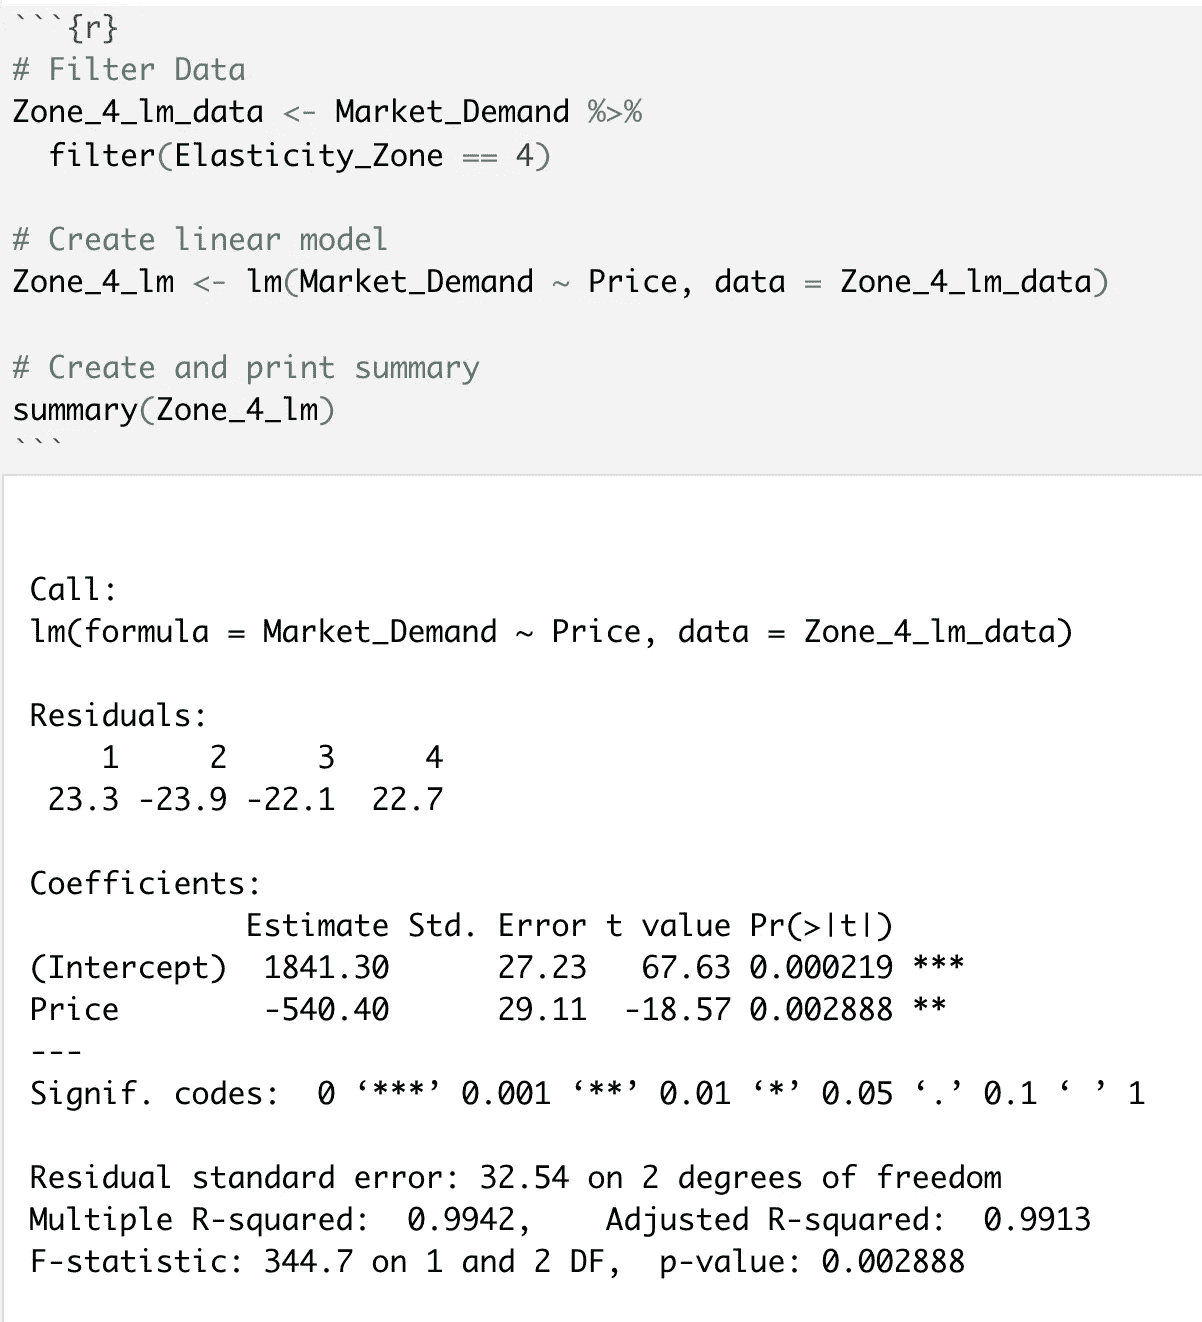 ```{r}
# Filter Data
Zone_4_lm_data <- Market_Demand %>%
  filter(Elasticity_Zone == 4)

# Create linear model
Zone_4_lm <- lm(Market_Demand ~ Price, data = Zone_4_lm_data)

# Create and print summary
summary(Zone_4_lm)
```

Call:
lm(formula = Market_Demand ~ Price, data = Zone_4_lm_data)

Residuals:
    1     2     3     4
 23.3 -23.9 -22.1  22.7

Coefficients:
            Estimate Std. Error t value Pr(>|t|)
(Intercept)  1841.30      27.23   67.63 0.000219 ***
Price        -540.40      29.11  -18.57 0.002888 **
---
Signif. codes:  0 ‘***’ 0.001 ‘**’ 0.01 ‘*’ 0.05 ‘.’ 0.1 ‘ ’ 1

Residual standard error: 32.54 on 2 degrees of freedom
Multiple R-squared:  0.9942,    Adjusted R-squared:  0.9913
F-statistic: 344.7 on 1 and 2 DF,  p-value: 0.002888